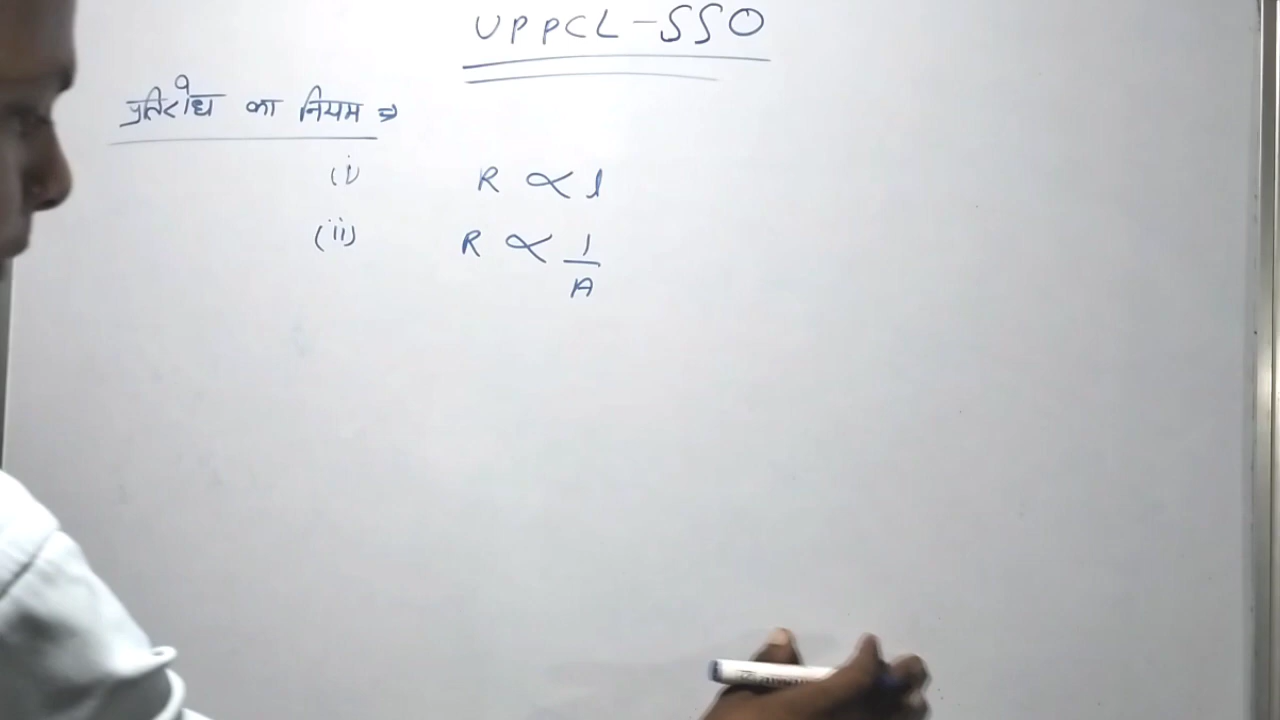 UPPCL-SSO
प्रतिरोध का नियम ⇒
(i) R ∝ l
(ii) R ∝ 1/A